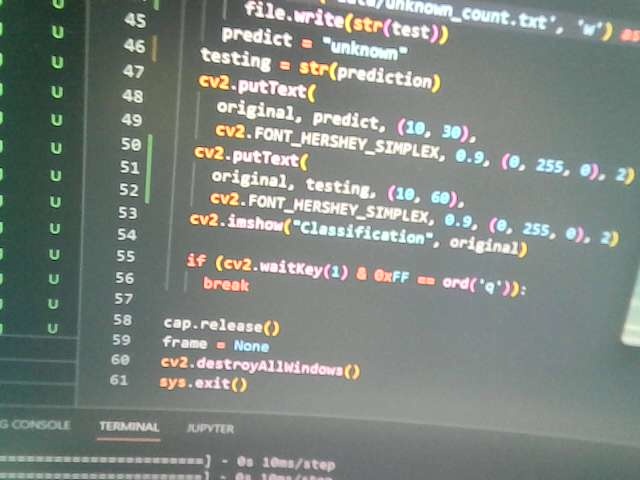 data/unknown_count.txt', 'w') as
45 file.write(str(test))
46 predict = "unknown"
47 testing = str(prediction)
48 cv2.putText(
49 original, predict, (10, 30),
50 cv2.FONT_HERSHEY_SIMPLEX, 0.9, (0, 255, 0), 2)
51 cv2.putText(
52 original, testing, (10, 60),
53 cv2.FONT_HERSHEY_SIMPLEX, 0.9, (0, 255, 0), 2)
54 cv2.imshow("Classification", original)
55
56 if (cv2.waitKey(1) & 0xFF == ord('q')):
57 break
58
59 cap.release()
60 frame = None
61 cv2.destroyAllWindows()
sys.exit()
U
U
U
U
U
U
U
U
U
U
U
U
G CONSOLE TERMINAL JUPYTER
========================] - 0s 10ms/step
========================] - 0s 10ms/step